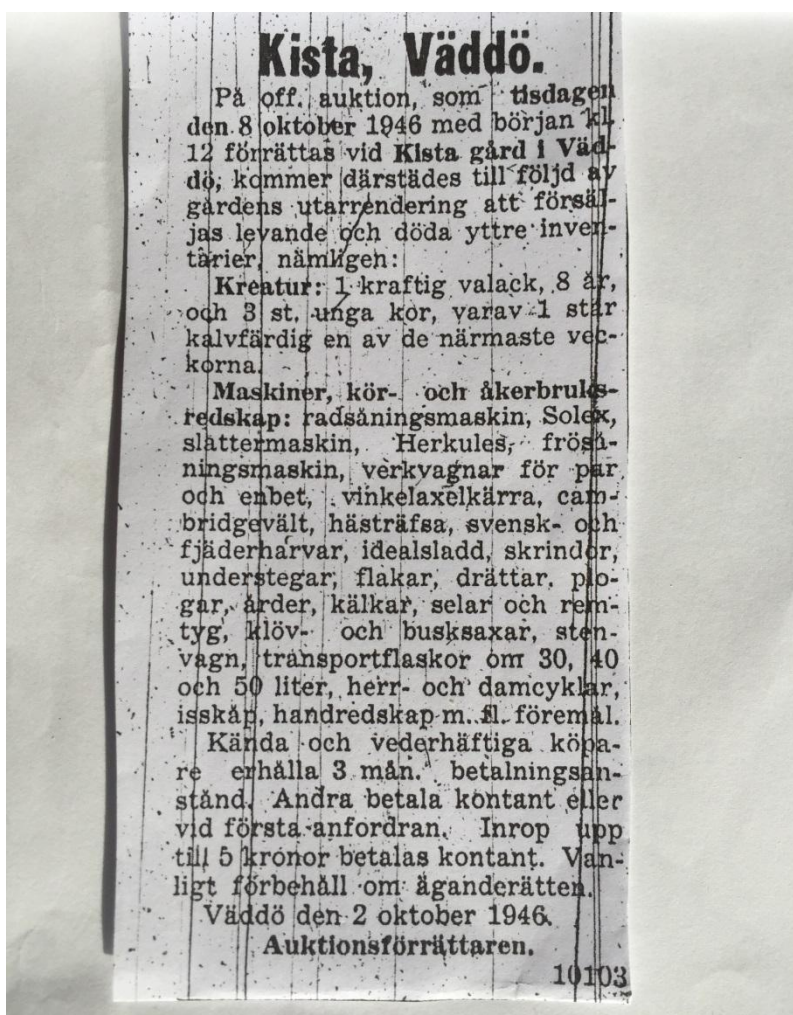 Kista, Väddö.
På off. auktion, som tisdagen
den 8 oktober 1946 med början kl.
12 förrättas vid Kista gård i Väd-
dö, kommer därstädes till följd av
gårdens utarrendering att försäl-
jas levande och döda yttre inven-
tarier, nämligen:
Kreatur: 1 kraftig valack, 8 år,
och 3 st. unga kor, varav 1 står
kalvfärdig en av de närmaste vec-
korna.
Maskiner, kör- och åkerbruks-
redskap: radsåningsmaskin, Solex,
slåttermaskin, Herkules, fröså-
ningsmaskin, verkvagnar för par
och enbet, vinkelaxelkärra, cam-
bridgevält, hästräfsa, svensk- och
fjäderharvar, idealsladd, skrindor,
understegar, flakar, drättar, plo-
gar, årder, kälkar, selar och rem-
tyg, klöv- och busksaxar, sten-
vagn, transportflaskor om 30, 40
och 50 liter, herr- och damcyklar,
isskåp, handredskap m. fl. föremål.
Kända och vederhäftiga köpa-
re erhålla 3 mån. betalningsan-
stånd. Andra betala kontant eller
vid första anfordran. Inrop upp
till 5 kronor betalas kontant. Van-
ligt förbehåll om äganderätten.
Väddö den 2 oktober 1946.
Auktionsförrättaren.
10103